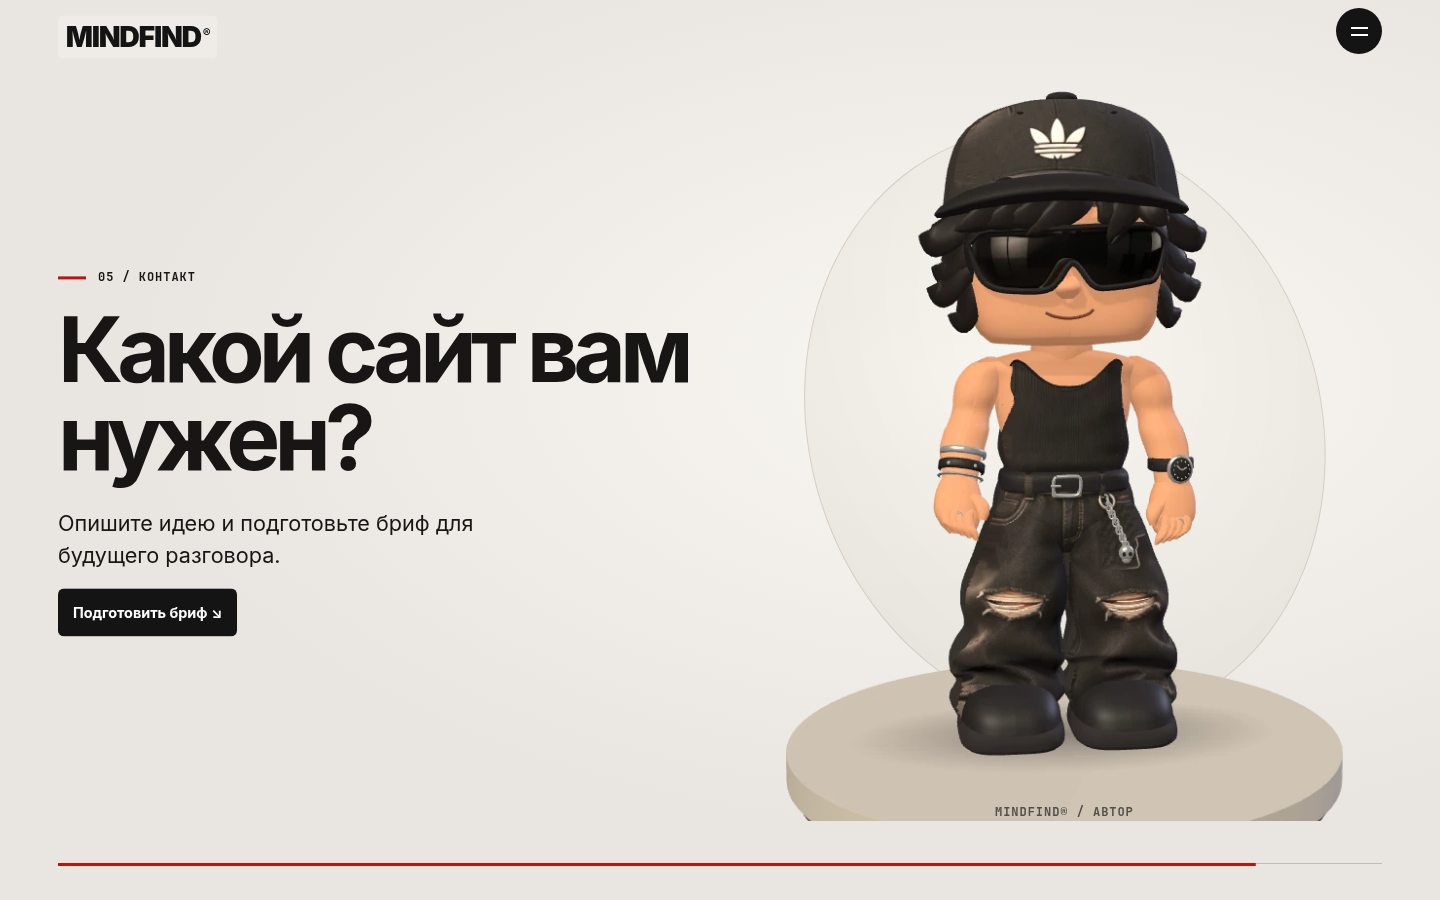 MINDFIND®
05 / КОНТАКТ
Какой сайт вам
нужен?
Опишите идею и подготовьте бриф для
будущего разговора.
Подготовить бриф ↘
MINDFIND® / АВТОР